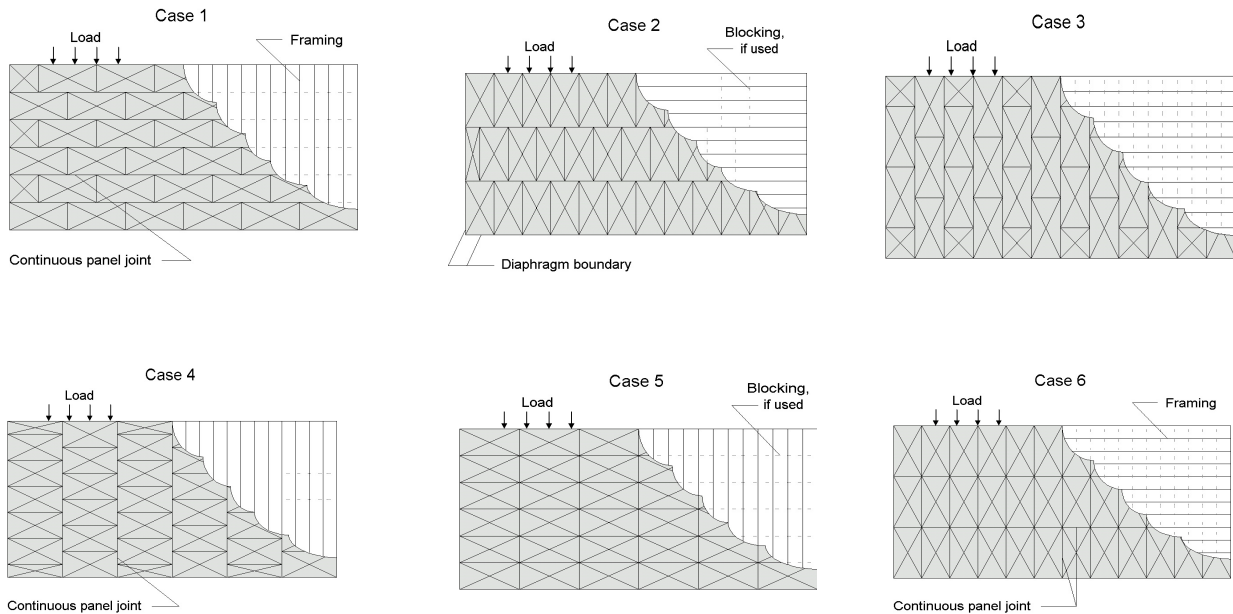 Case 1
Load
Framing
Continuous panel joint
Case 2
Load
Blocking,
if used
Diaphragm boundary
Case 3
Load
Case 4
Load
Continuous panel joint
Case 5
Load
Blocking,
if used
Case 6
Load
Framing
Continuous panel joint